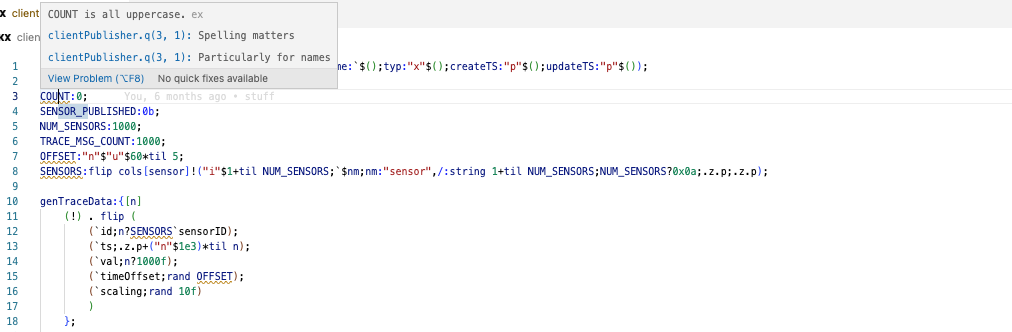 x client
COUNT is all uppercase. ex
xx clien
clientPublisher.q(3, 1): Spelling matters
clientPublisher.q(3, 1): Particularly for names
1 me:`$();typ:"x"$();createTS:"p"$();updateTS:"p"$());
View Problem (⌥F8) No quick fixes available
2
3 COUNT:0; You, 6 months ago • stuff
4 SENSOR_PUBLISHED:0b;
5 NUM_SENSORS:1000;
6 TRACE_MSG_COUNT:1000;
7 OFFSET:"n"$"u"$60*til 5;
8 SENSORS:flip cols[sensor]!("i"$1+til NUM_SENSORS;`$nm;nm:"sensor",/:string 1+til NUM_SENSORS;NUM_SENSORS?0x0a;.z.p;.z.p);
9
10 genTraceData:{[n]
11 (!) . flip (
12 (`id;n?SENSORS`sensorID);
13 (`ts;.z.p+("n"$1e3)*til n);
14 (`val;n?1000f);
15 (`timeOffset;rand OFFSET);
16 (`scaling;rand 10f)
17 )
18 };